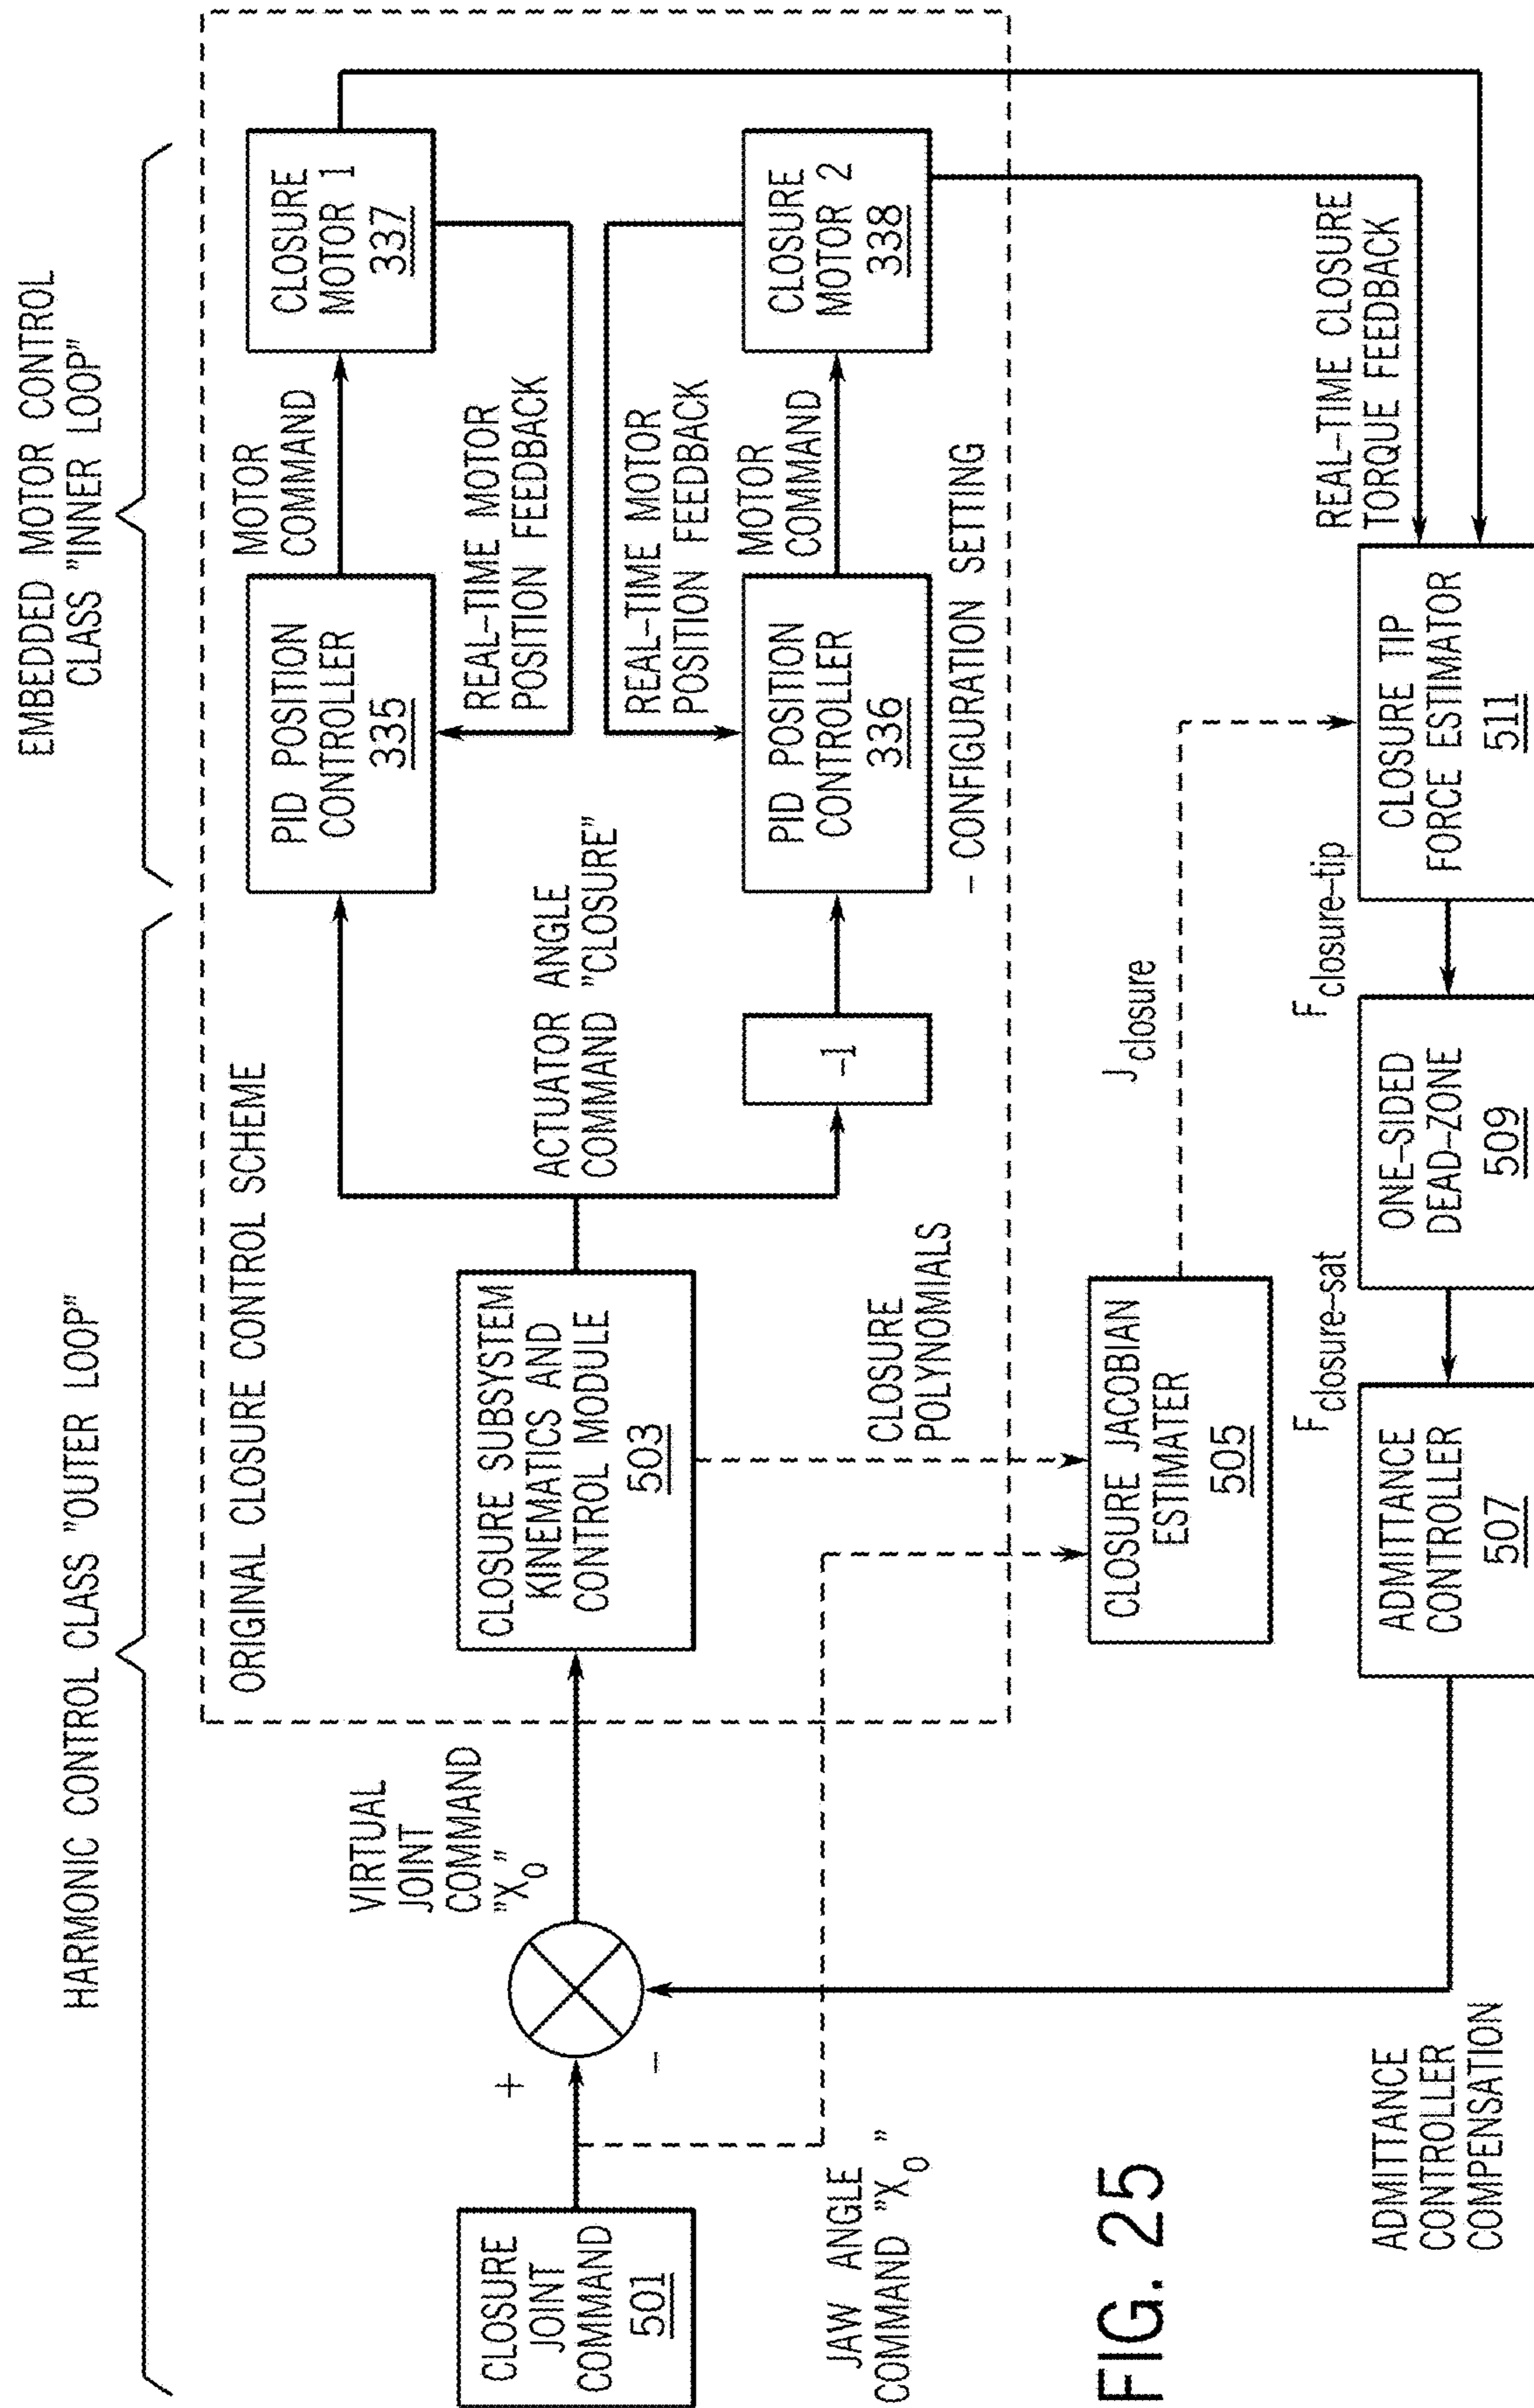 HARMONIC CONTROL CLASS "OUTER LOOP"
EMBEDDED MOTOR CONTROL
CLASS "INNER LOOP"
ORIGINAL CLOSURE CONTROL SCHEME
CLOSURE
JOINT
COMMAND
501
+
-
JAW ANGLE
COMMAND "X0"
VIRTUAL
JOINT
COMMAND
"X0"
CLOSURE SUBSYSTEM
KINEMATICS AND
CONTROL MODULE
503
ACTUATOR ANGLE
COMMAND "CLOSURE"
-1
PID POSITION
CONTROLLER
335
MOTOR
COMMAND
CLOSURE
MOTOR 1
337
REAL-TIME MOTOR
POSITION FEEDBACK
REAL-TIME MOTOR
POSITION FEEDBACK
PID POSITION
CONTROLLER
336
MOTOR
COMMAND
CLOSURE
MOTOR 2
338
- CONFIGURATION SETTING
CLOSURE
POLYNOMIALS
CLOSURE JACOBIAN
ESTIMATER
505
Jclosure
REAL-TIME CLOSURE
TORQUE FEEDBACK
CLOSURE TIP
FORCE ESTIMATOR
511
Fclosure-tip
ONE-SIDED
DEAD-ZONE
509
Fclosure-sat
ADMITTANCE
CONTROLLER
507
ADMITTANCE
CONTROLLER
COMPENSATION
FIG. 25